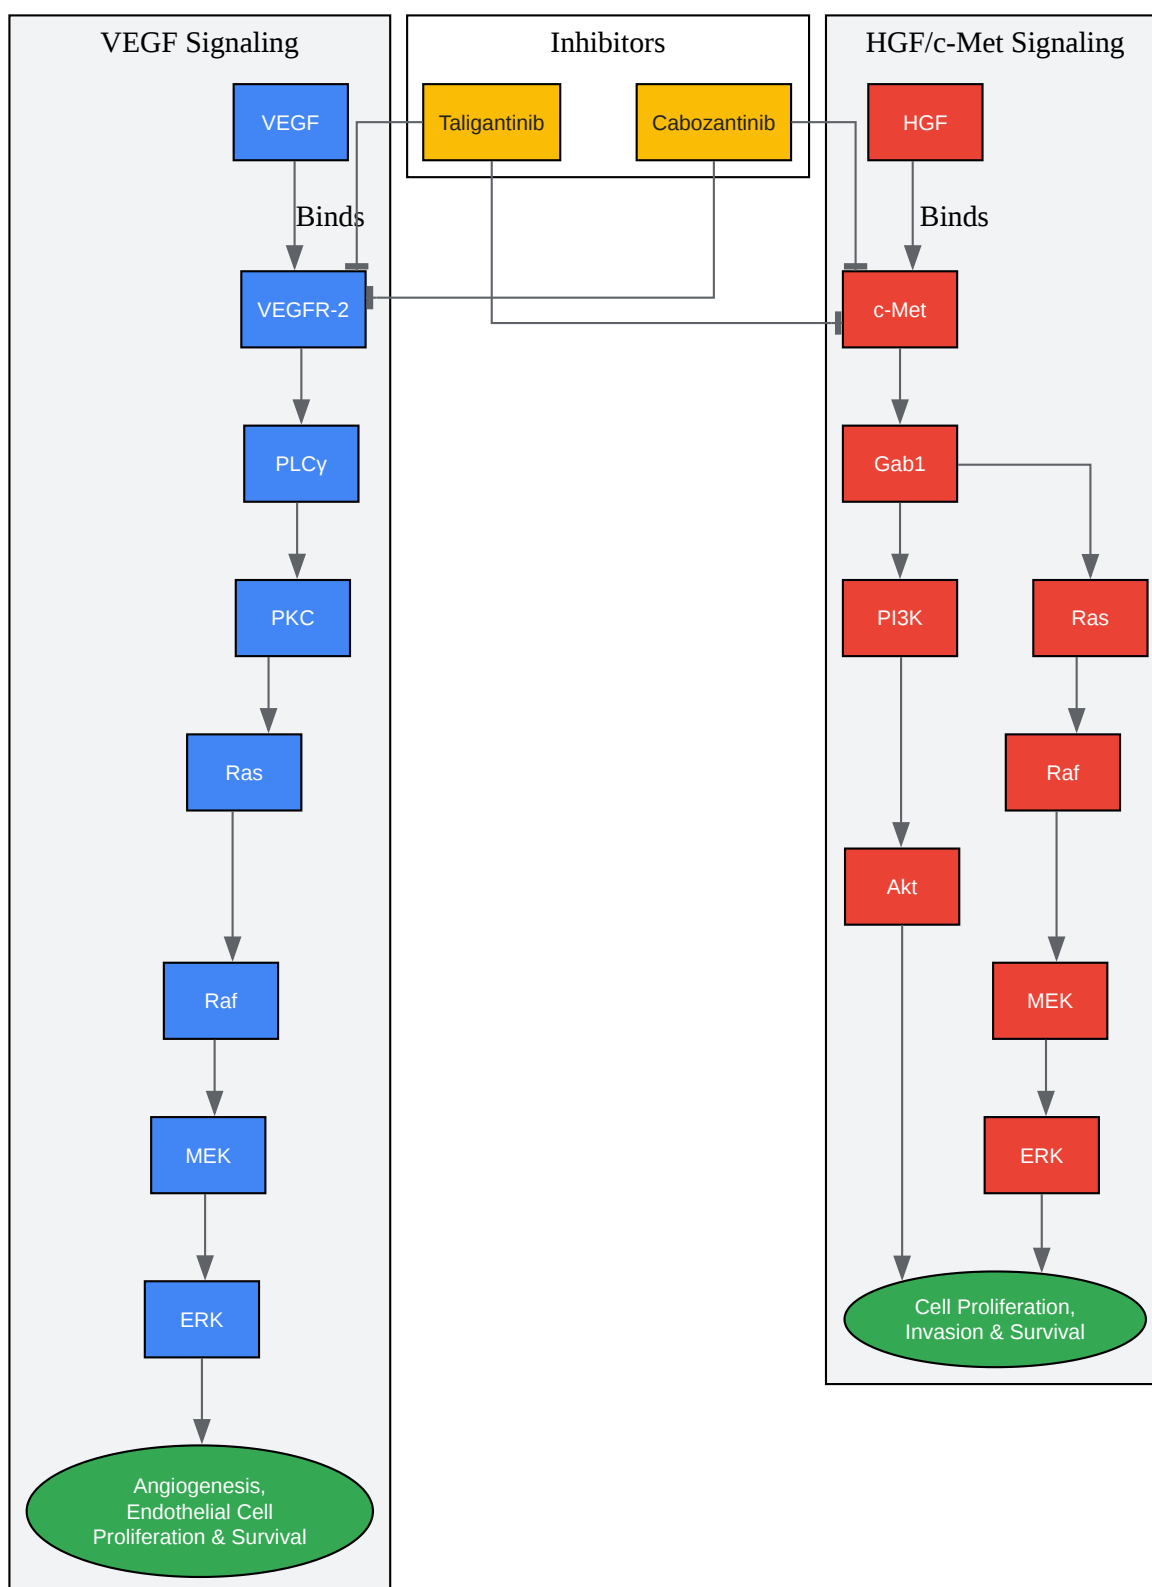 VEGF Signaling
Inhibitors
HGF/c-Met Signaling
VEGF
Taligantinib
Cabozantinib
HGF
Binds
Binds
VEGFR-2
c-Met
PLCγ
Gab1
PKC
PI3K
Ras
Ras
Raf
Akt
Raf
MEK
MEK
ERK
ERK
Cell Proliferation,
Invasion & Survival
Angiogenesis,
Endothelial Cell
Proliferation & Survival